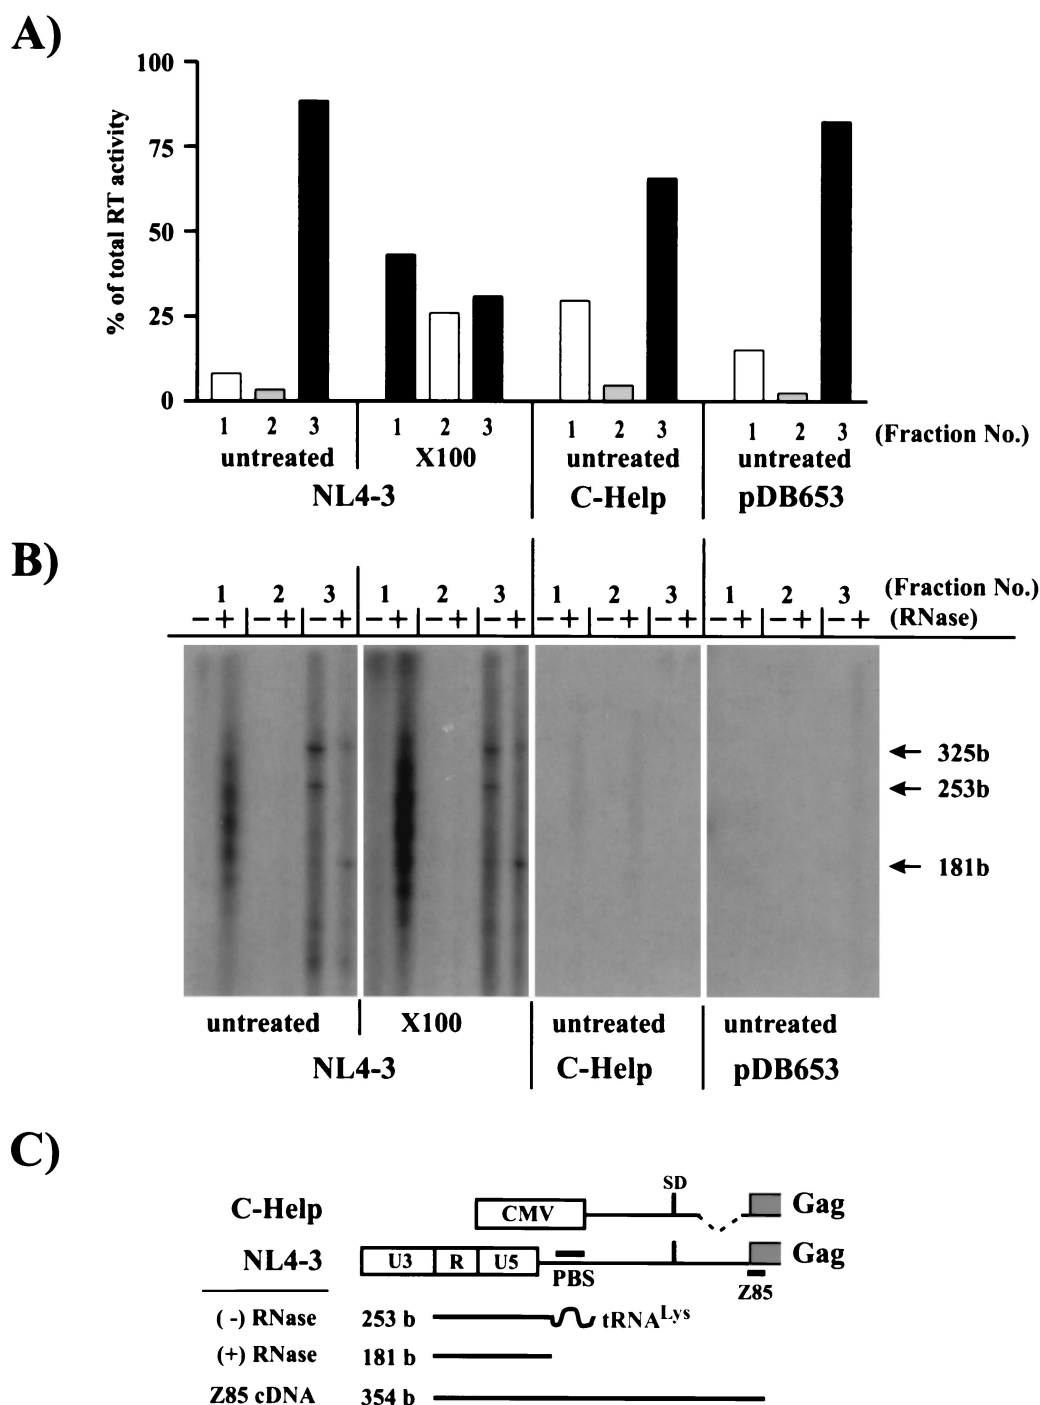 A)
% of total RT activity
100
75
50
25
0
1 2 3 1 2 3 1 2 3 1 2 3 (Fraction No.)
untreated X100 untreated untreated
NL4-3 C-Help pDB653
B)
1 2 3 1 2 3 1 2 3 1 2 3 (Fraction No.)
− + − + − + − + − + − + − + − + − + − + − + − + (RNase)
325b
253b
181b
untreated X100 untreated untreated
NL4-3 C-Help pDB653
C)
SD
C-Help CMV Gag
NL4-3 U3 R U5 Gag
PBS Z85
(-) RNase 253 b tRNALys
(+) RNase 181 b
Z85 cDNA 354 b